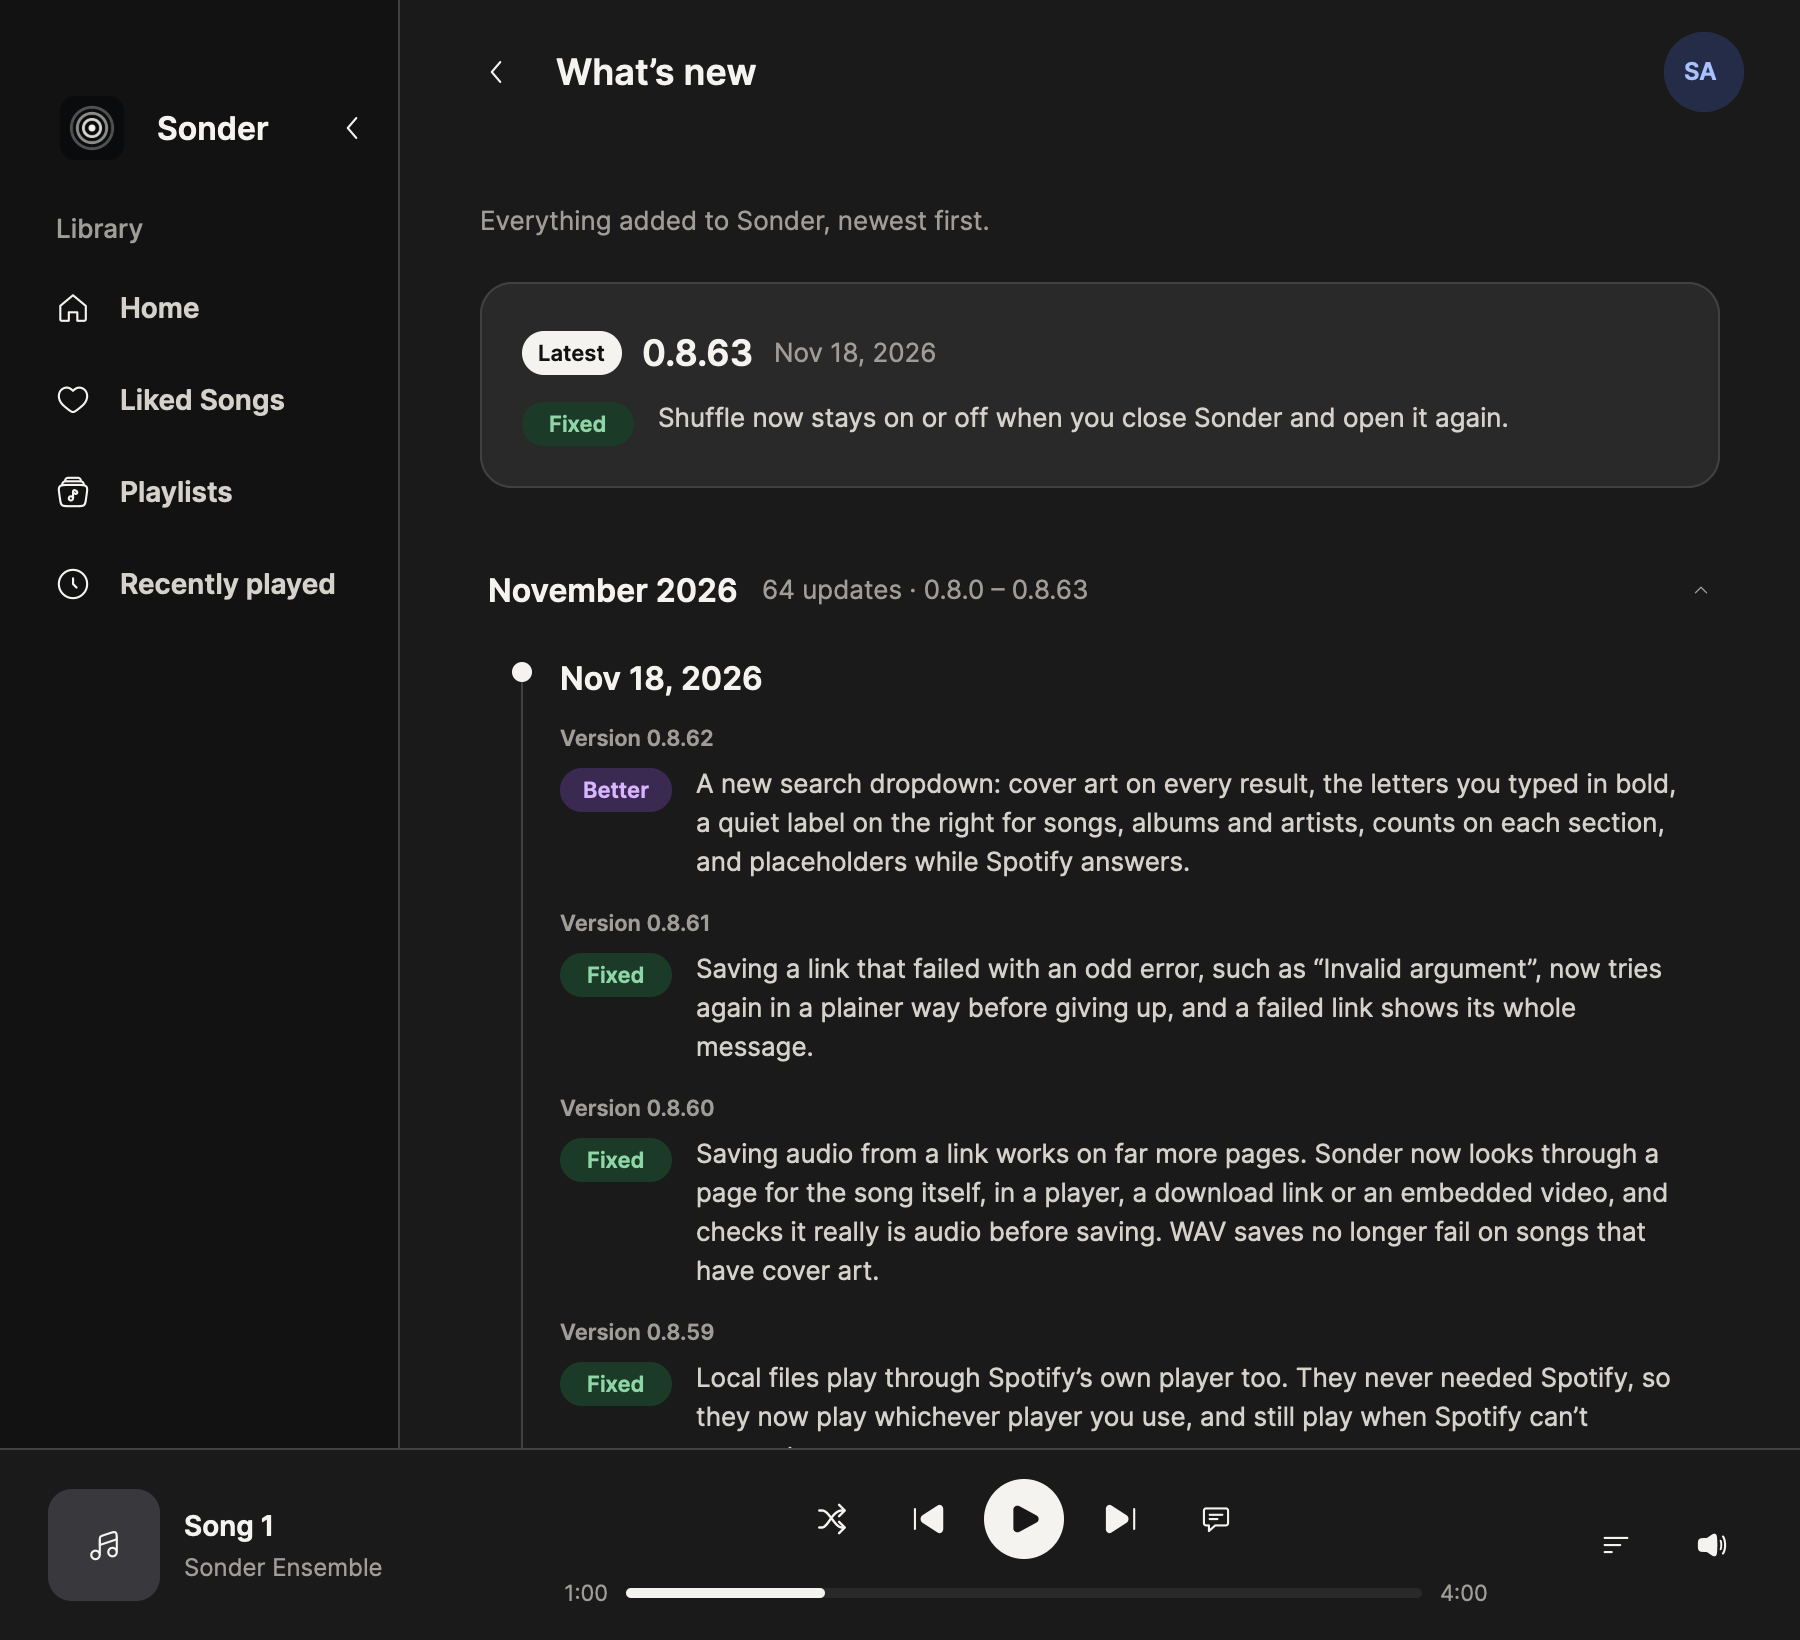 What’s new
SA
Sonder
Library
Home
Liked Songs
Playlists
Recently played
Everything added to Sonder, newest first.
Latest 0.8.63 Nov 18, 2026
Fixed Shuffle now stays on or off when you close Sonder and open it again.
November 2026 64 updates · 0.8.0 – 0.8.63
Nov 18, 2026
Version 0.8.62
Better A new search dropdown: cover art on every result, the letters you typed in bold,
a quiet label on the right for songs, albums and artists, counts on each section,
and placeholders while Spotify answers.
Version 0.8.61
Fixed Saving a link that failed with an odd error, such as “Invalid argument”, now tries
again in a plainer way before giving up, and a failed link shows its whole
message.
Version 0.8.60
Fixed Saving audio from a link works on far more pages. Sonder now looks through a
page for the song itself, in a player, a download link or an embedded video, and
checks it really is audio before saving. WAV saves no longer fail on songs that
have cover art.
Version 0.8.59
Fixed Local files play through Spotify’s own player too. They never needed Spotify, so
they now play whichever player you use, and still play when Spotify can’t
Song 1
Sonder Ensemble
1:00
4:00